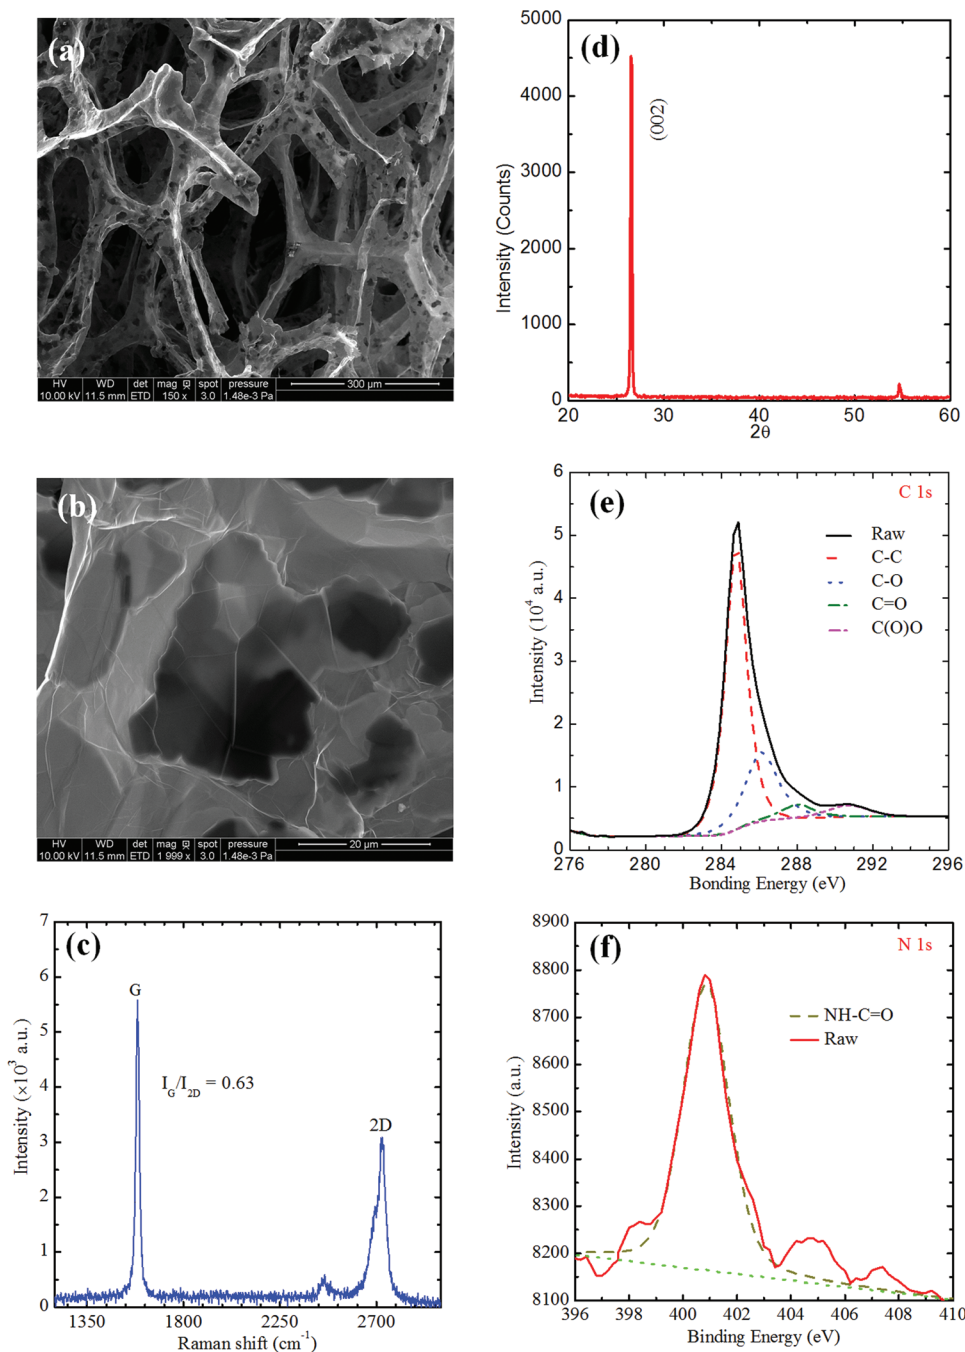 (a)
HV WD det mag spot pressure 300 µm
10.00 kV 11.5 mm ETD 150 x 3.0 1.48e-3 Pa
(b)
HV WD det mag spot pressure 20 µm
10.00 kV 11.5 mm ETD 1 999 x 3.0 1.48e-3 Pa
(c)
G
I_G/I_2D = 0.63
2D
Intensity (×10³ a.u.)
7
6
5
4
3
2
1
0
1350 1800 2250 2700
Raman shift (cm⁻¹)
(d)
(002)
Intensity (Counts)
5000
4000
3000
2000
1000
0
20 30 40 50 60
2θ
(e)
C 1s
Raw
C-C
C-O
C=O
C(O)O
Intensity (10⁴ a.u.)
6
5
4
3
2
1
0
276 280 284 288 292 296
Bonding Energy (eV)
(f)
N 1s
NH-C=O
Raw
Intensity (a.u.)
8900
8800
8700
8600
8500
8400
8300
8200
8100
396 398 400 402 404 406 408 410
Binding Energy (eV)